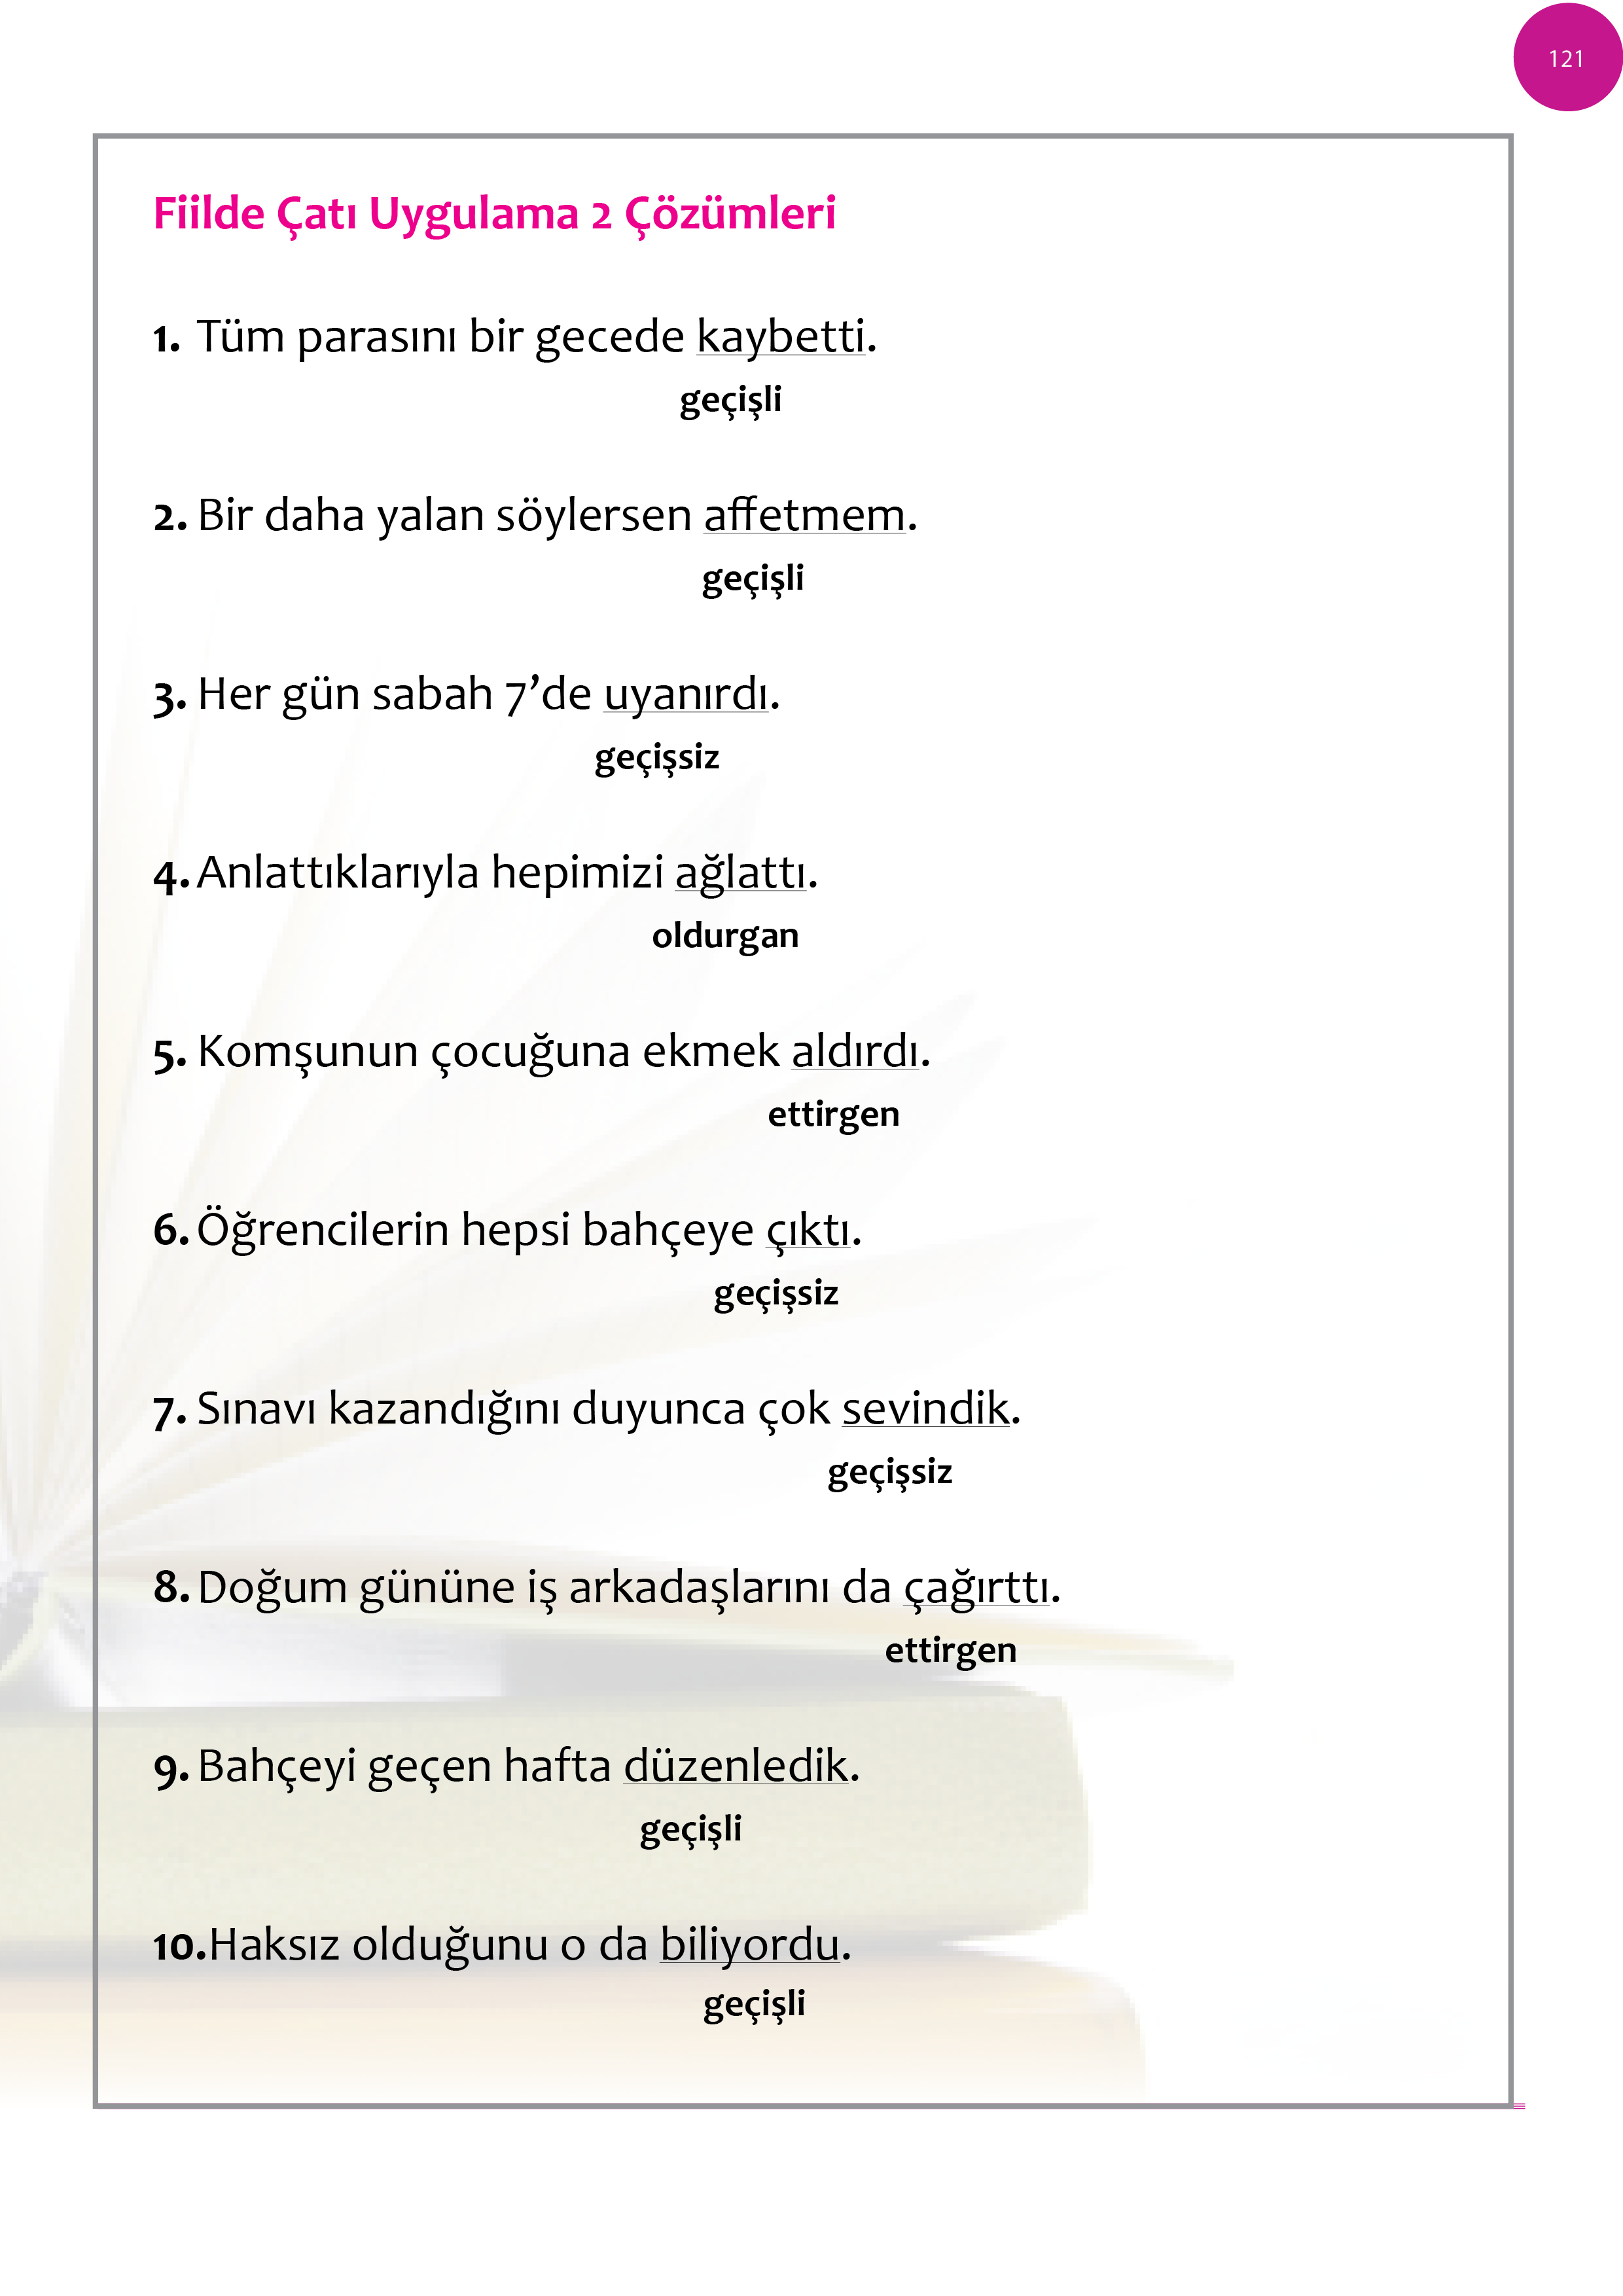 121
Fiilde Çatı Uygulama 2 Çözümleri
1. Tüm parasını bir gecede kaybetti.
geçişli
2. Bir daha yalan söylersen affetmem.
geçişli
3. Her gün sabah 7’de uyanırdı.
geçişsiz
4. Anlattıklarıyla hepimizi ağlattı.
oldurgan
5. Komşunun çocuğuna ekmek aldırdı.
ettirgen
6. Öğrencilerin hepsi bahçeye çıktı.
geçişsiz
7. Sınavı kazandığını duyunca çok sevindik.
geçişsiz
8. Doğum gününe iş arkadaşlarını da çağırttı.
ettirgen
9. Bahçeyi geçen hafta düzenledik.
geçişli
10.Haksız olduğunu o da biliyordu.
geçişli